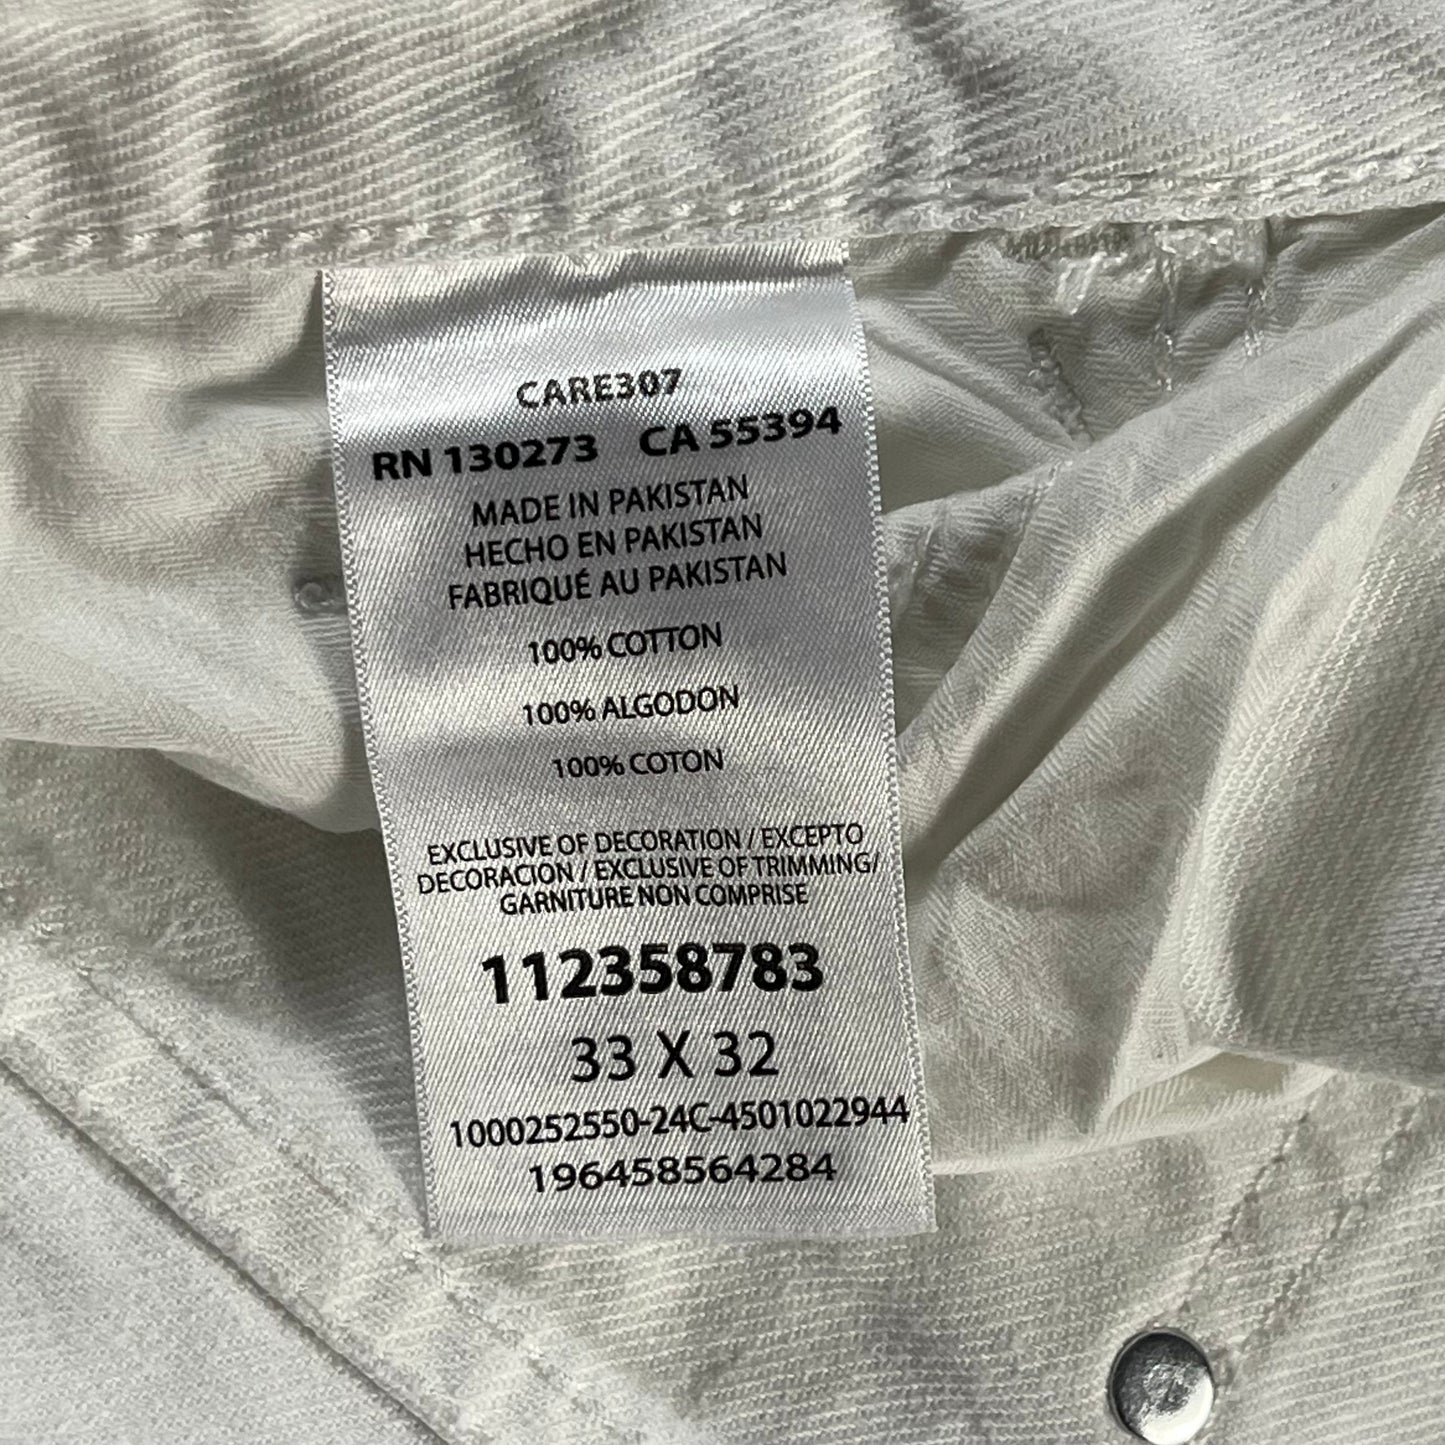 CARE307
RN 130273 CA 55394
MADE IN PAKISTAN
HECHO EN PAKISTAN
FABRIQUÉ AU PAKISTAN
100% COTTON
100% ALGODON
100% COTON
EXCLUSIVE OF DECORATION / EXCEPTO
DECORACION / EXCLUSIVE OF TRIMMING/
GARNITURE NON COMPRISE
112358783
33 X 32
1000252550-24C-4501022944
196458564284